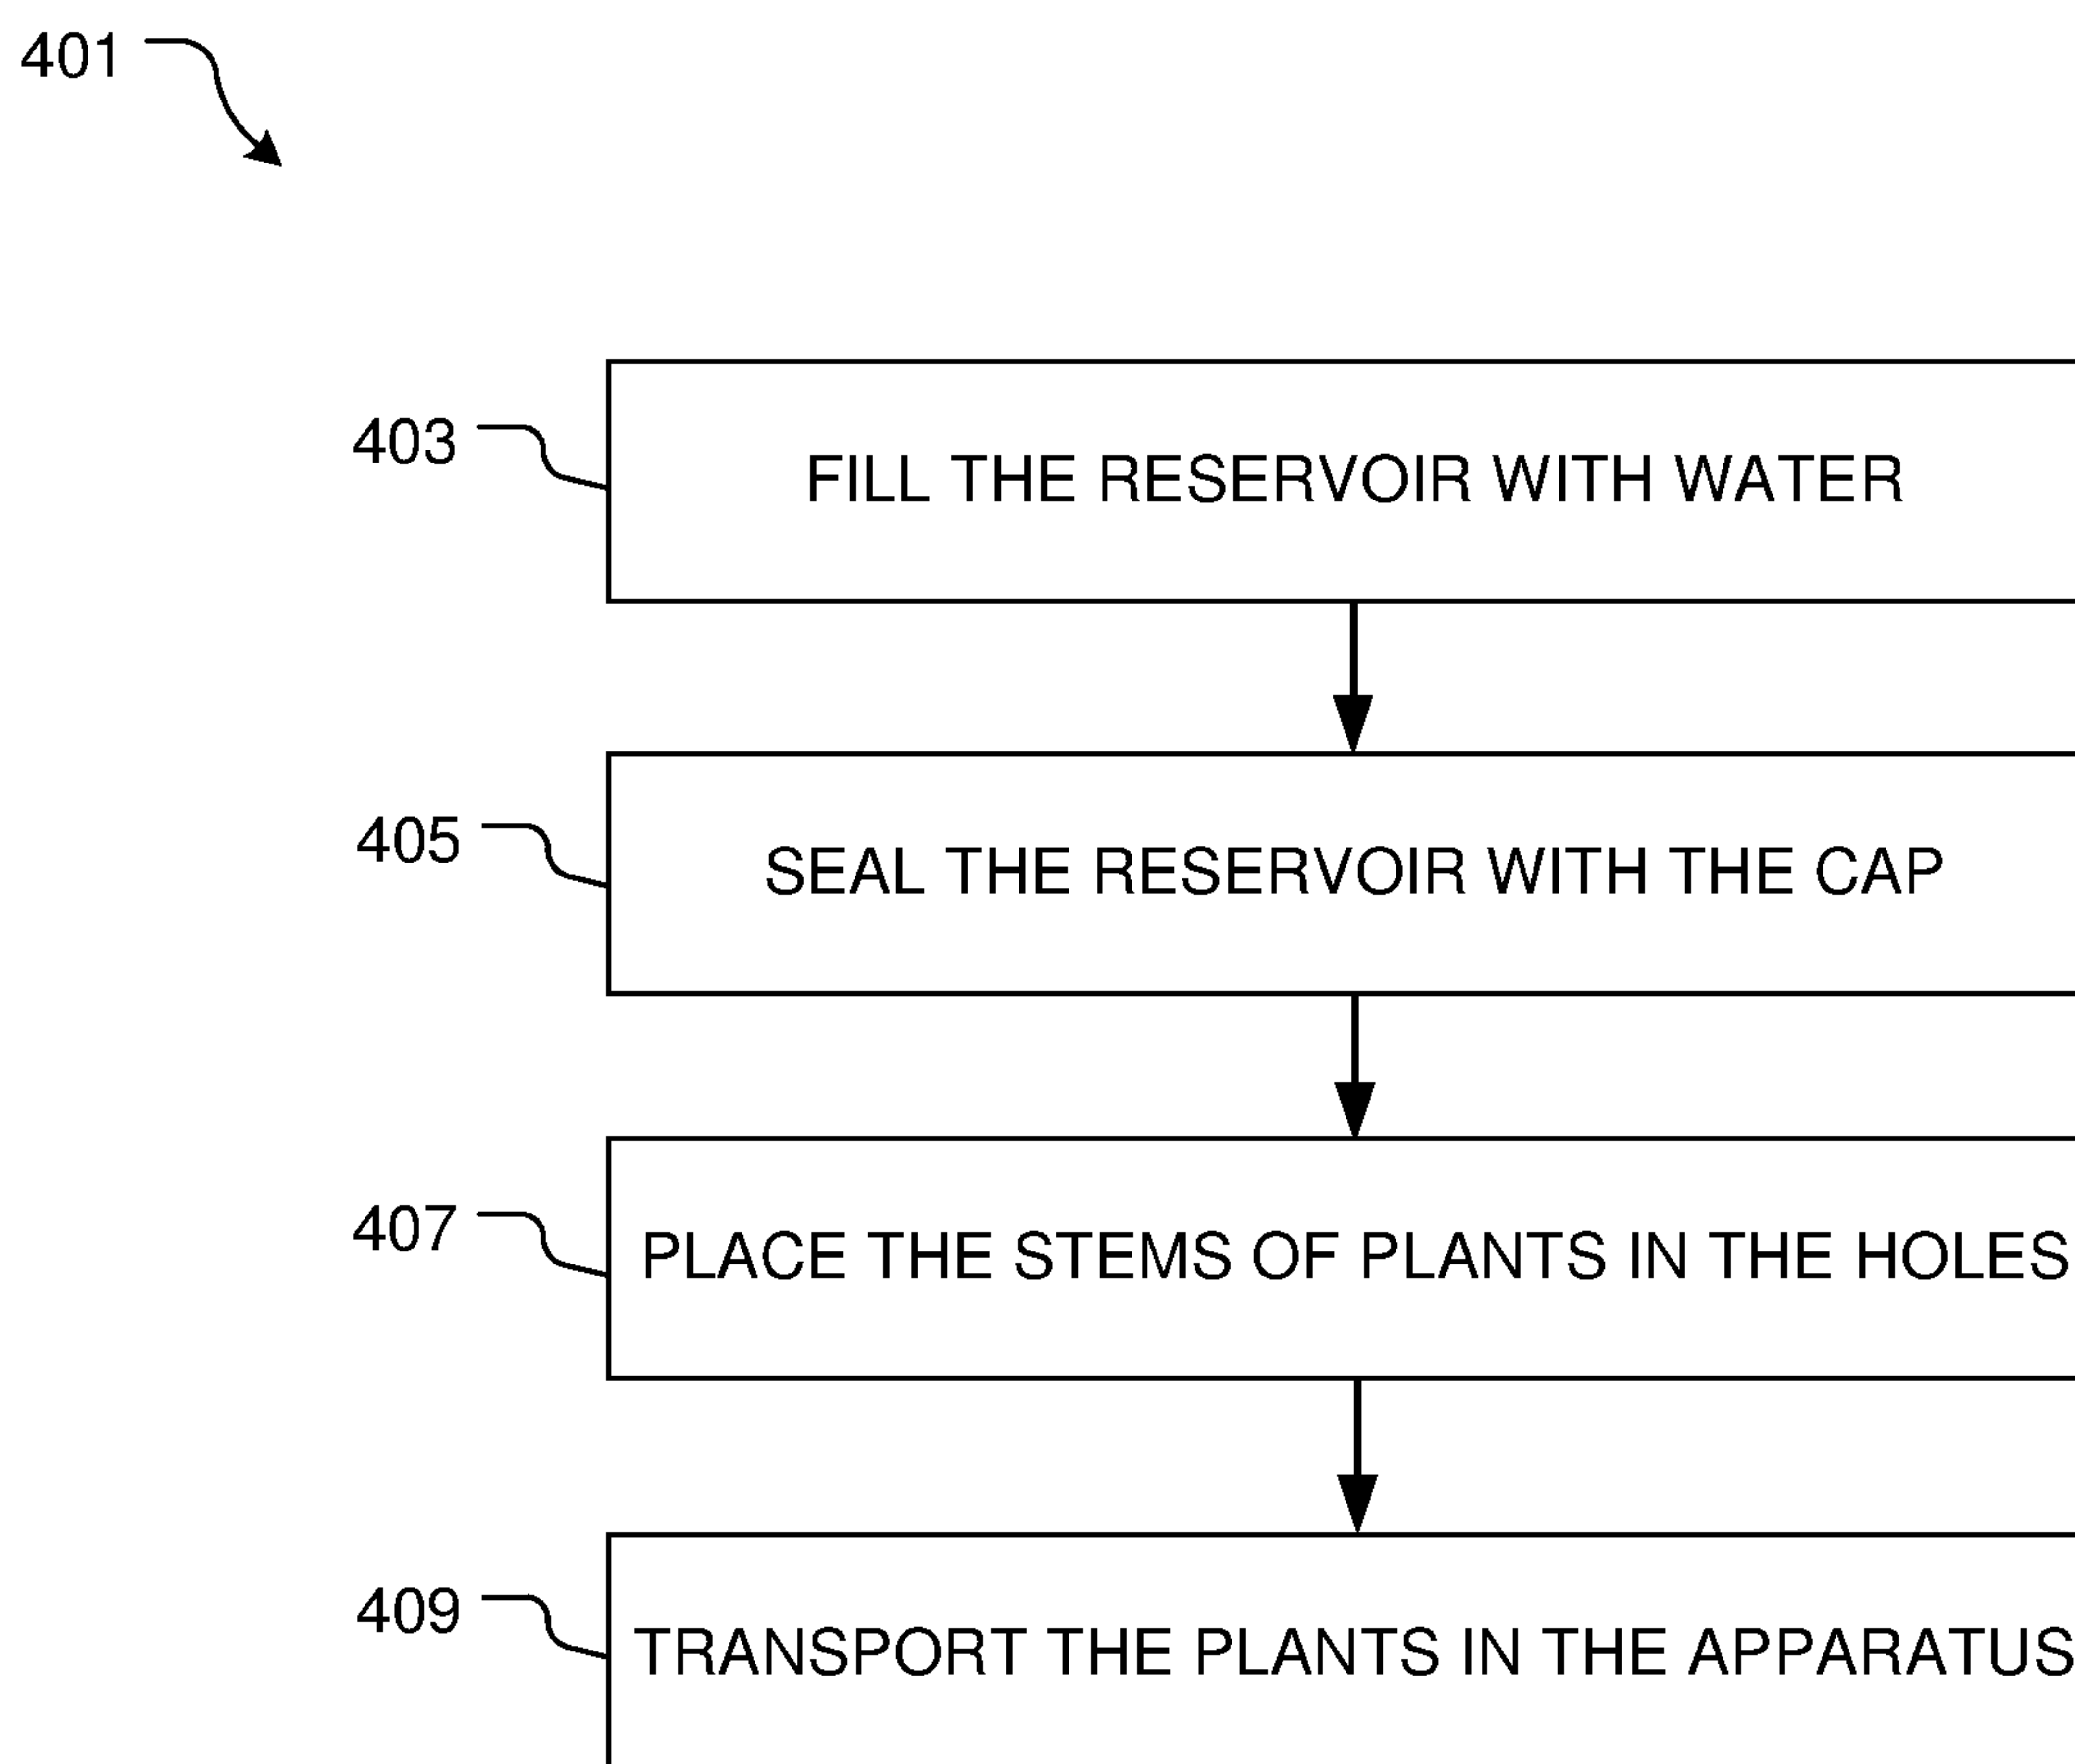 401
403
FILL THE RESERVOIR WITH WATER
405
SEAL THE RESERVOIR WITH THE CAP
407
PLACE THE STEMS OF PLANTS IN THE HOLES
409
TRANSPORT THE PLANTS IN THE APPARATUS